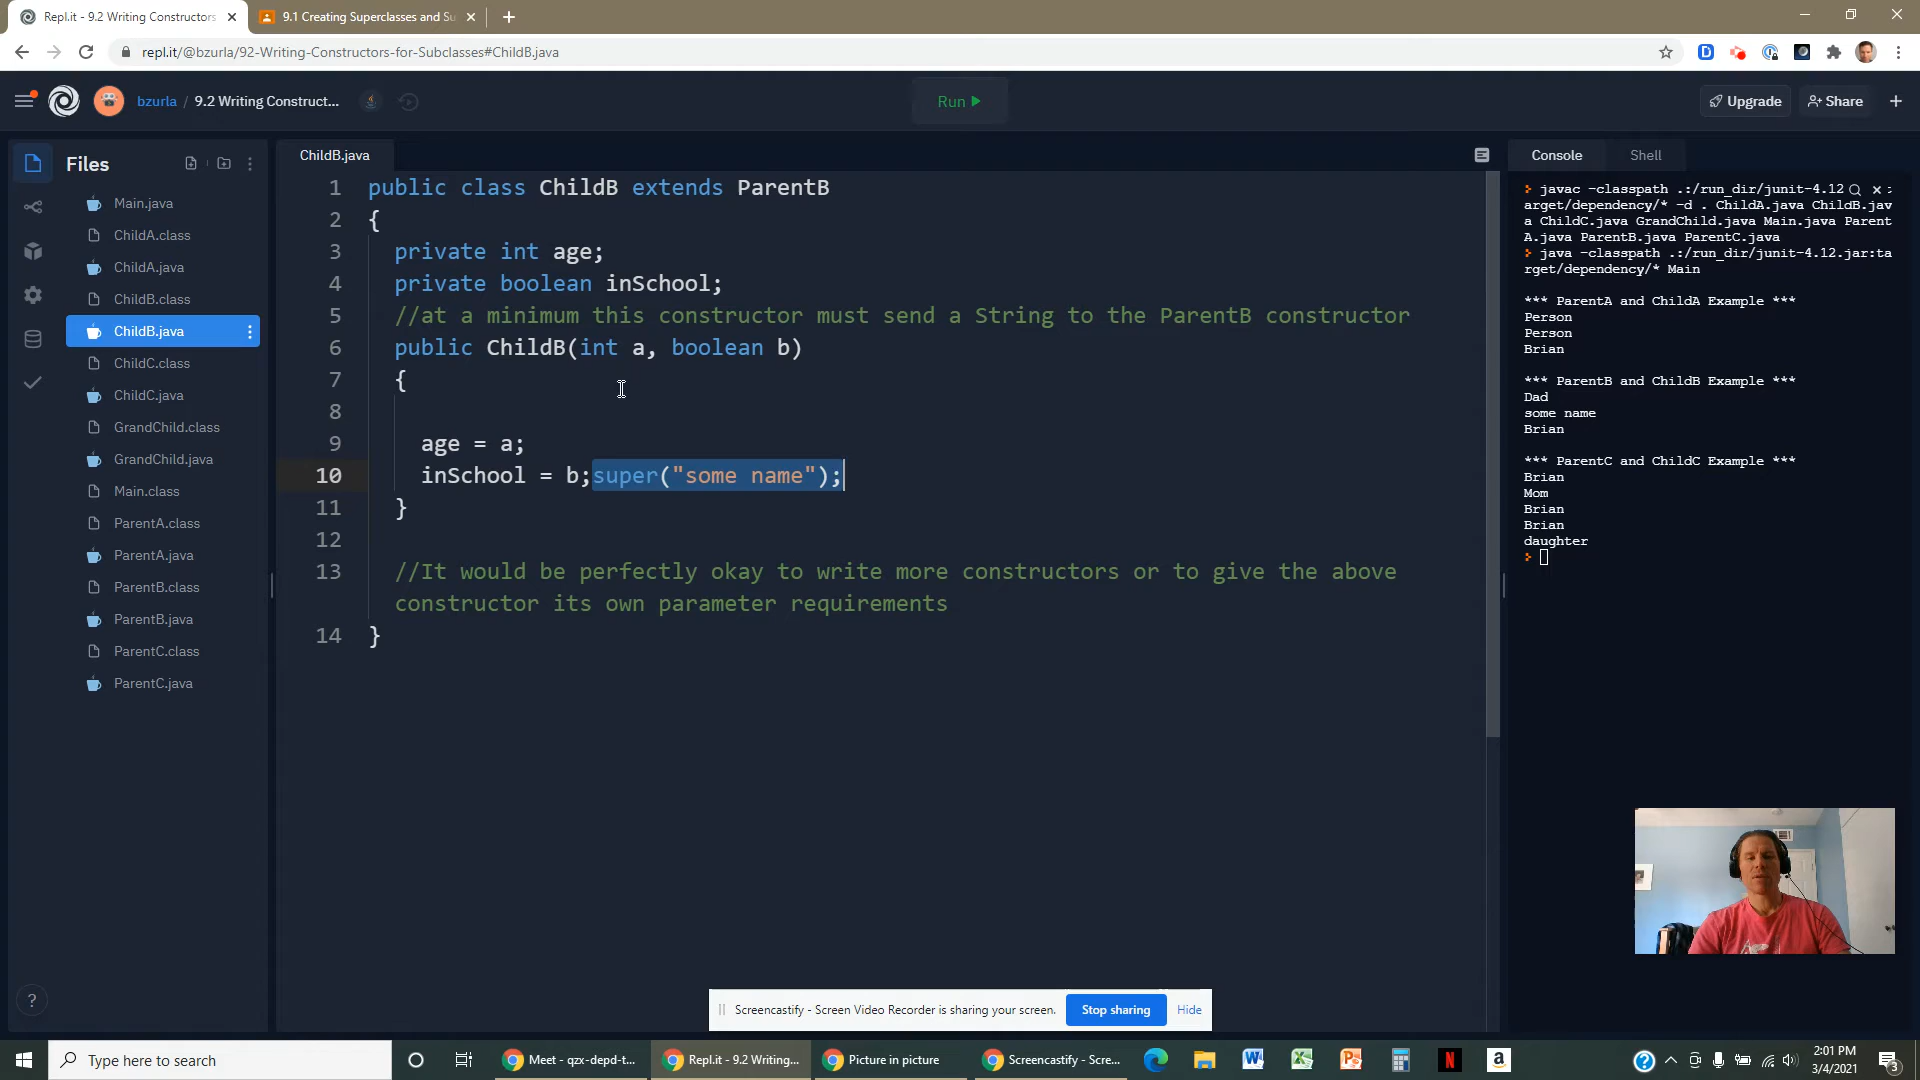 Repl.it - 9.2 Writing Constructors
9.1 Creating Superclasses and Su
repl.it/@bzurla/92-Writing-Constructors-for-Subclasses#ChildB.java
bzurla / 9.2 Writing Construct...
Run
Upgrade
Share
Files
Main.java
ChildA.class
ChildA.java
ChildB.class
ChildB.java
ChildC.class
ChildC.java
GrandChild.class
GrandChild.java
Main.class
ParentA.class
ParentA.java
ParentB.class
ParentB.java
ParentC.class
ParentC.java
ChildB.java
1 public class ChildB extends ParentB
2 {
3 private int age;
4 private boolean inSchool;
5 //at a minimum this constructor must send a String to the ParentB constructor
6 public ChildB(int a, boolean b)
7 {
8
9 age = a;
10 inSchool = b;super("some name");
11 }
12
13 //It would be perfectly okay to write more constructors or to give the above
constructor its own parameter requirements
14 }
Console
Shell
javac -classpath .:/run_dir/junit-4.12
arget/dependency/* -d . ChildA.java ChildB.jav
a ChildC.java GrandChild.java Main.java Parent
A.java ParentB.java ParentC.java
java -classpath .:/run_dir/junit-4.12.jar:ta
rget/dependency/* Main
*** ParentA and ChildA Example ***
Person
Person
Brian
*** ParentB and ChildB Example ***
Dad
some name
Brian
*** ParentC and ChildC Example ***
Brian
Mom
Brian
Brian
daughter
Screencastify - Screen Video Recorder is sharing your screen.
Stop sharing
Hide
Type here to search
Meet - qzx-depd-t...
Repl.it - 9.2 Writing...
Picture in picture
Screencastify - Scre...
2:01 PM
3/4/2021
3